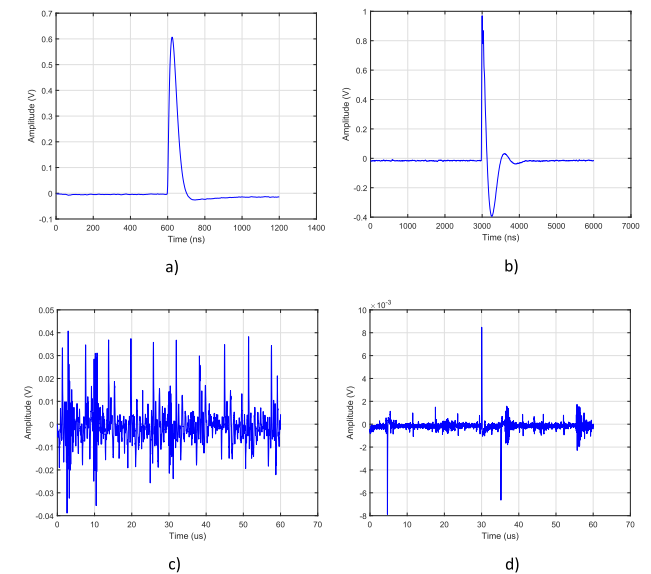 0.7
0.6
0.5
0.4
0.3
0.2
0.1
0
-0.1
Amplitude (V)
0 200 400 600 800 1000 1200 1400
Time (ns)
a)
1
0.8
0.6
0.4
0.2
0
-0.2
-0.4
Amplitude (V)
0 1000 2000 3000 4000 5000 6000 7000
Time (ns)
b)
0.05
0.04
0.03
0.02
0.01
0
-0.01
-0.02
-0.03
-0.04
Amplitude (V)
0 10 20 30 40 50 60 70
Time (us)
c)
×10⁻³
10
8
6
4
2
0
-2
-4
-6
-8
Amplitude (V)
0 10 20 30 40 50 60 70
Time (us)
d)